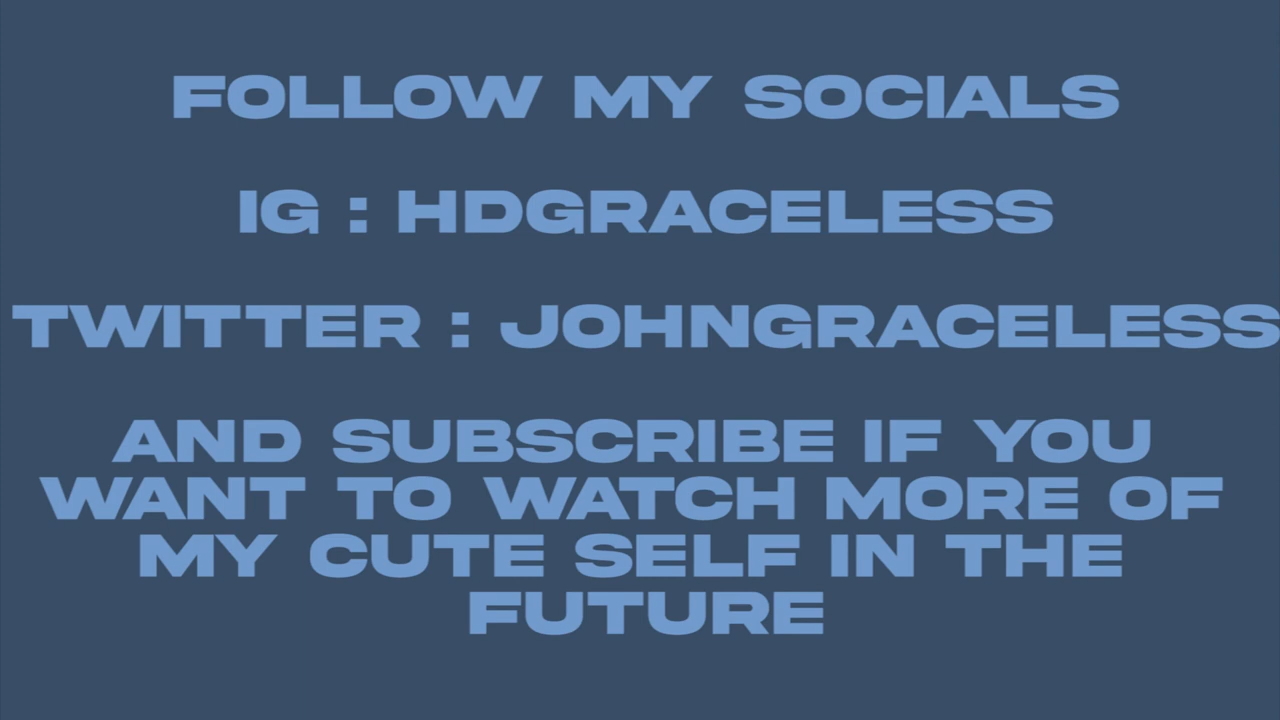 FOLLOW MY SOCIALS
IG : HDGRACELESS
TWITTER : JOHNGRACELESS
AND SUBSCRIBE IF YOU
WANT TO WATCH MORE OF
MY CUTE SELF IN THE
FUTURE